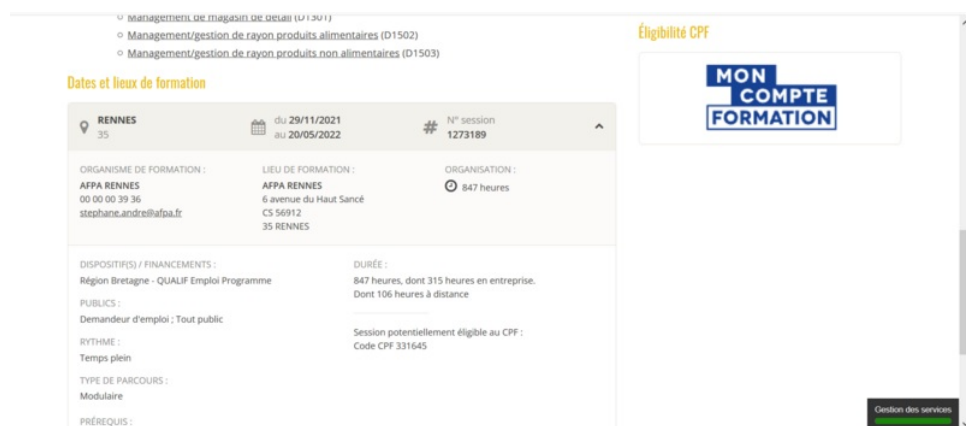 Management de magasin de détail (D1301)
Management/gestion de rayon produits alimentaires (D1502)
Management/gestion de rayon produits non alimentaires (D1503)
Dates et lieux de formation
RENNES
35
du 29/11/2021
au 20/05/2022
N° session
1273189
ORGANISME DE FORMATION :
AFPA RENNES
00 00 00 39 36
stephane.andre@afpa.fr
LIEU DE FORMATION :
AFPA RENNES
6 avenue du Haut Sancé
CS 56912
35 RENNES
ORGANISATION :
847 heures
DISPOSITIF(S) / FINANCEMENTS :
Région Bretagne - QUALIF Emploi Programme
PUBLICS :
Demandeur d'emploi ; Tout public
RYTHME :
Temps plein
TYPE DE PARCOURS :
Modulaire
PRÉREQUIS :
DURÉE :
847 heures, dont 315 heures en entreprise.
Dont 106 heures à distance
Session potentiellement éligible au CPF :
Code CPF 331645
Éligibilité CPF
MON
COMPTE
FORMATION
Gestion des services